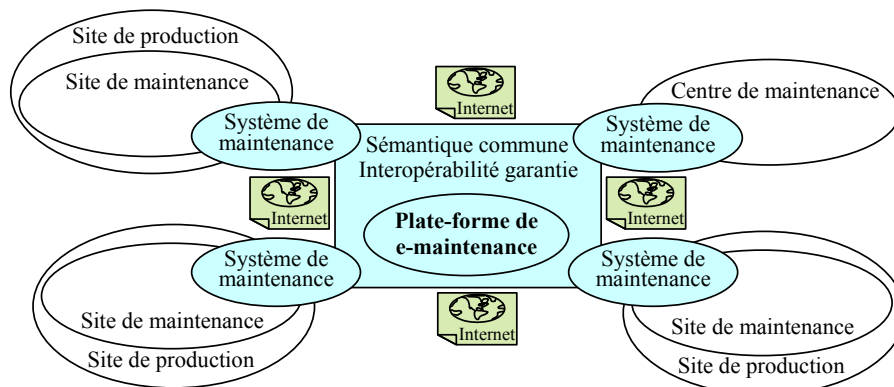 Site de production
Site de maintenance
Système de
maintenance
Internet
Centre de maintenance
Système de
maintenance
Sémantique commune
Interopérabilité garantie
Internet
Internet
Plate-forme de
e-maintenance
Système de
maintenance
Site de maintenance
Site de production
Internet
Système de
maintenance
Site de maintenance
Site de production